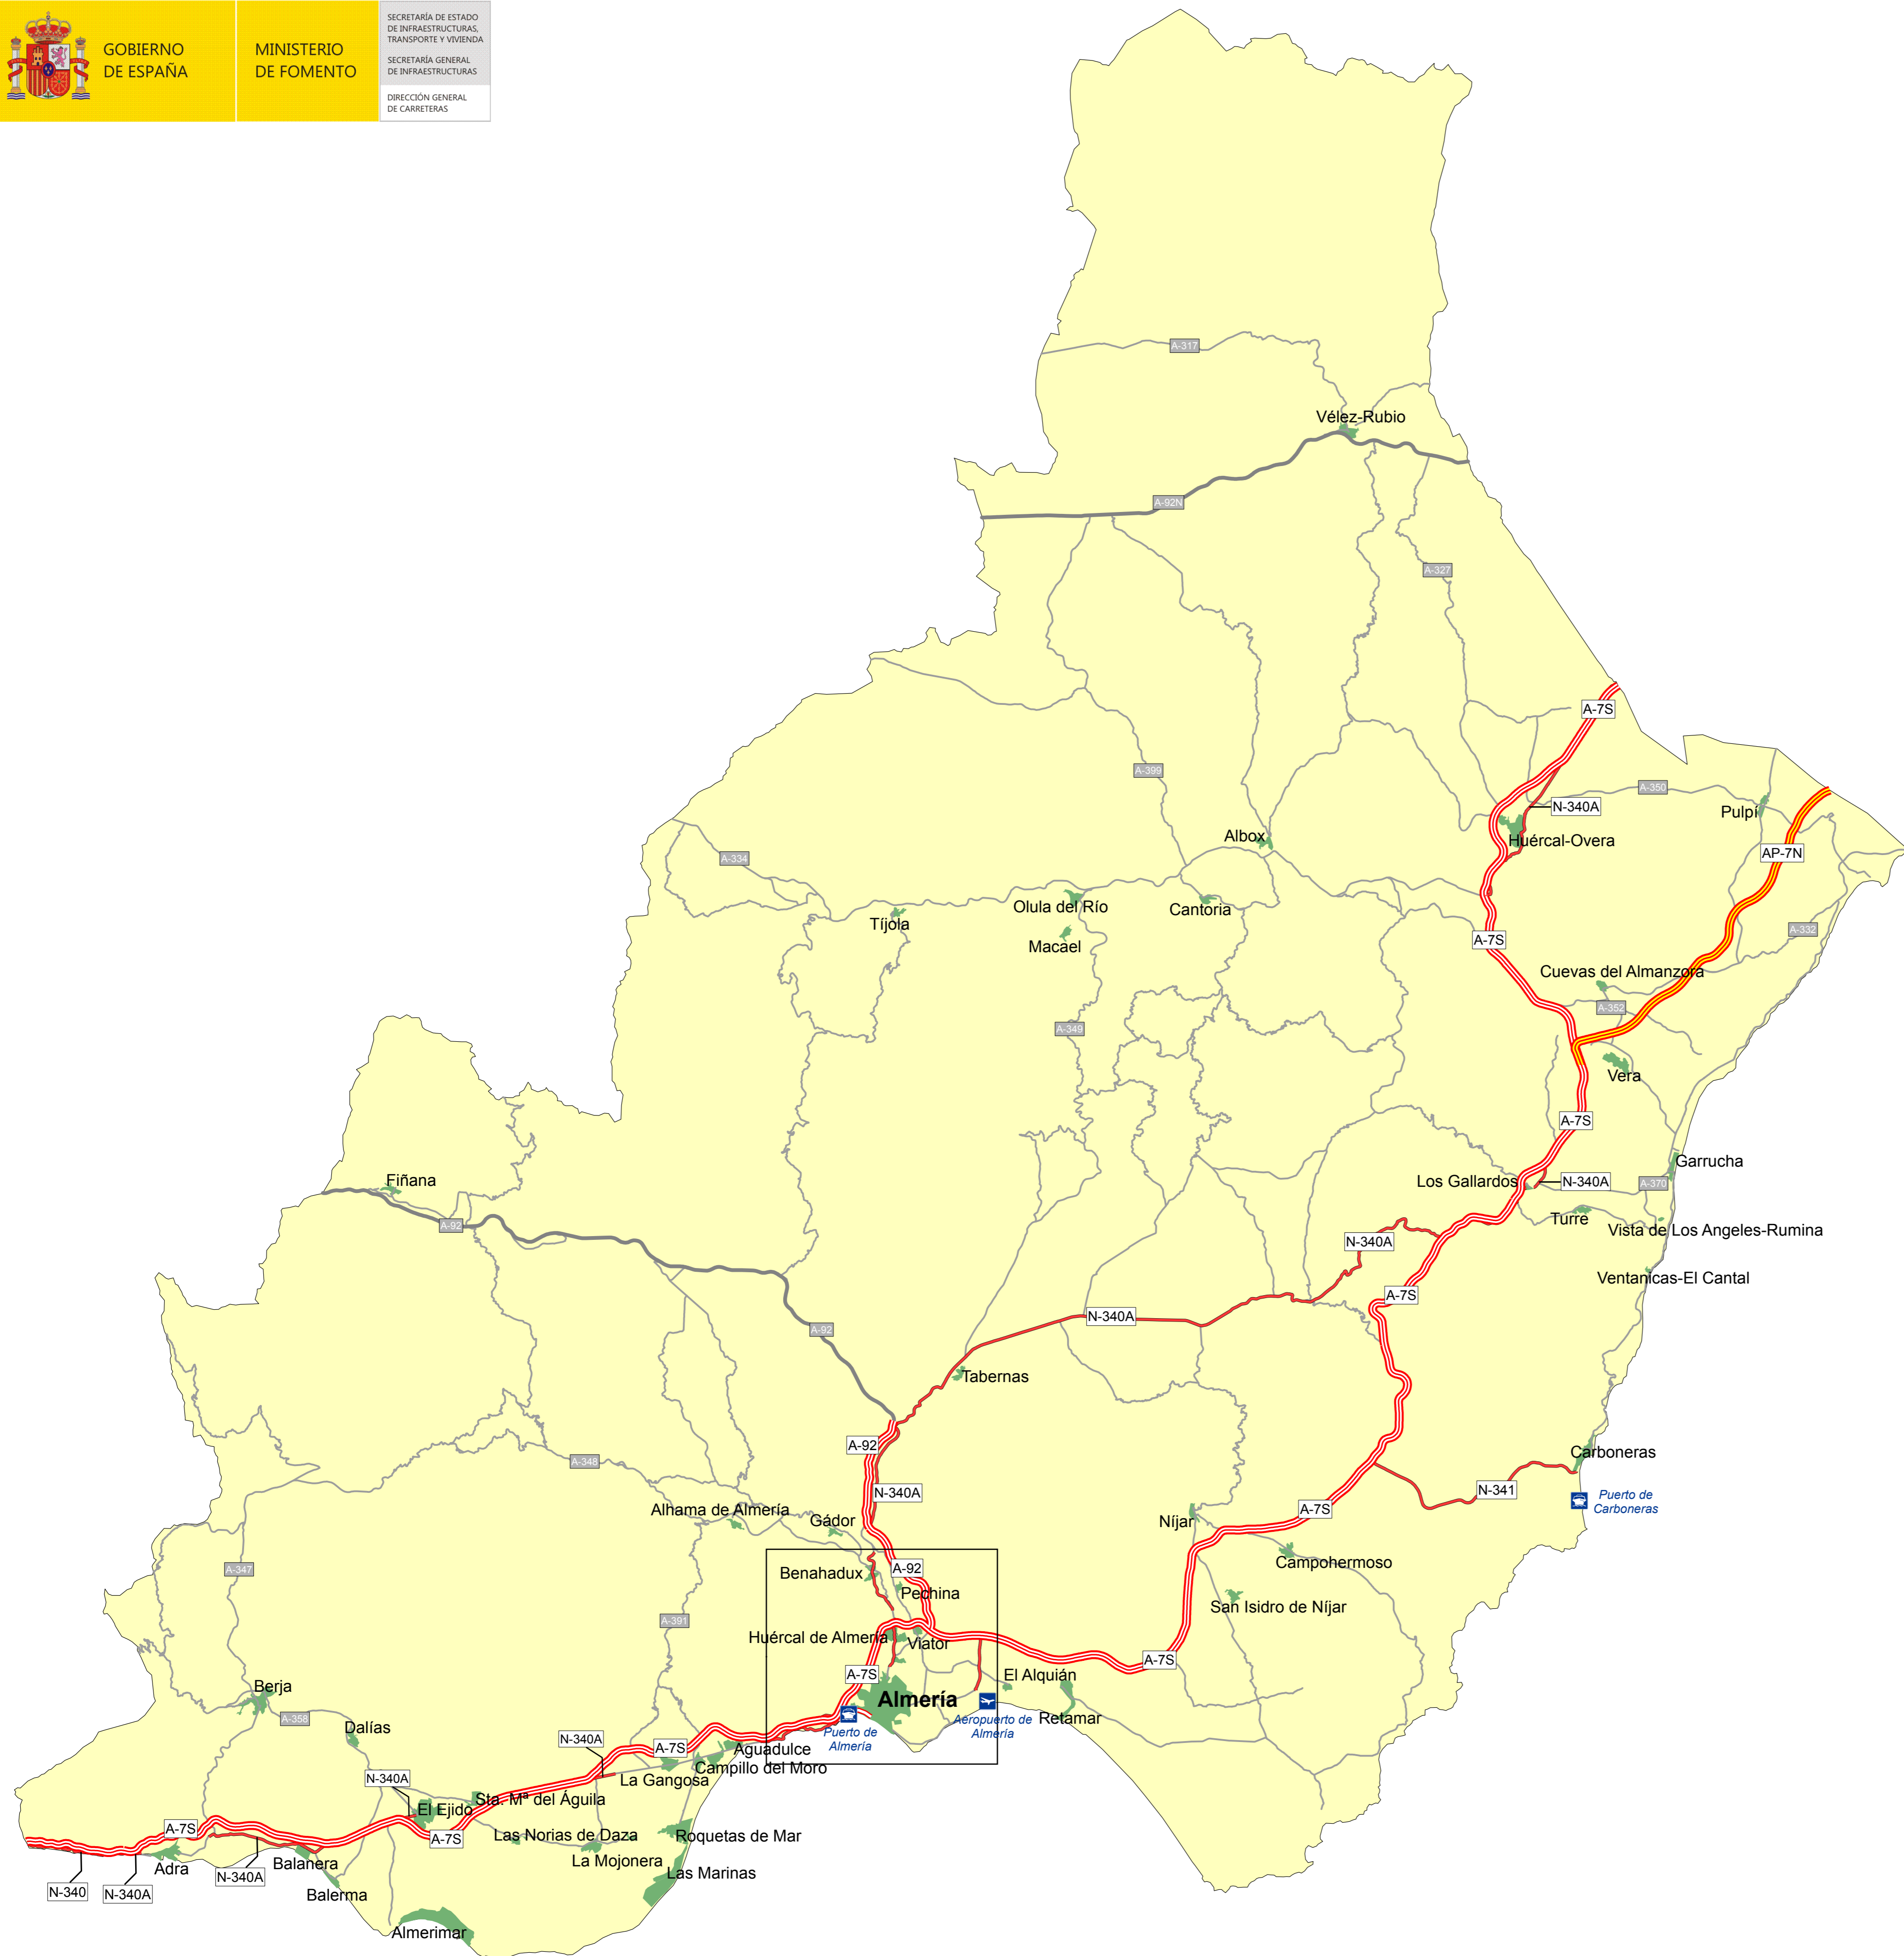 GOBIERNO
DE ESPAÑA
MINISTERIO
DE FOMENTO
SECRETARÍA DE ESTADO
DE INFRAESTRUCTURAS,
TRANSPORTE Y VIVIENDA
SECRETARÍA GENERAL
DE INFRAESTRUCTURAS
DIRECCIÓN GENERAL
DE CARRETERAS
A-317
Vélez-Rubio
A-92N
A-327
A-7S
A-399
A-350
N-340A
Pulpí
Albox
Huércal-Overa
AP-7N
A-334
Olula del Río
Cantoria
Tíjola
A-332
Macael
A-7S
Cuevas del Almanzora
A-352
A-349
Vera
A-7S
Garrucha
Fiñana
Los Gallardos
N-340A
A-370
Turre
A-92
Vista de Los Angeles-Rumina
N-340A
Ventanicas-El Cantal
A-7S
N-340A
A-92
Tabernas
A-92
Carboneras
A-348
N-340A
N-341
Puerto de
Carboneras
Alhama de Almería
Gádor
Níjar
A-7S
Campohermoso
A-347
Benahadux
A-92
Pechina
San Isidro de Níjar
A-391
Huércal de Almería
Viator
A-7S
A-7S
El Alquián
Berja
Almería
A-358
Dalías
Puerto de
Almería
Aeropuerto de
Almería
Retamar
N-340A
A-7S
Aguadulce
Campillo del Moro
La Gangosa
N-340A
Sta. Mª del Águila
El Ejido
A-7S
A-7S
Las Norias de Daza
Roquetas de Mar
La Mojonera
Adra
Balanera
N-340A
Las Marinas
N-340
N-340A
Balerma
Almerimar